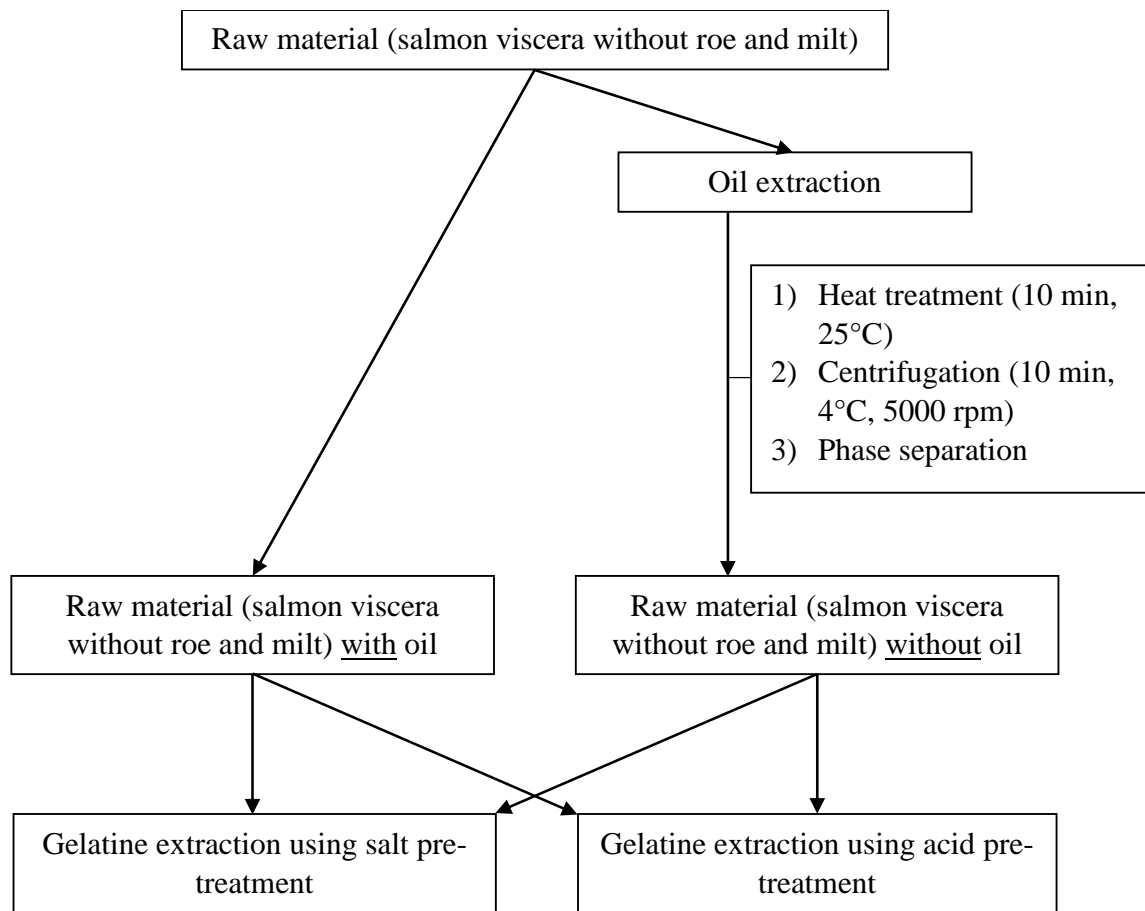 Raw material (salmon viscera without roe and milt)
Oil extraction
1) Heat treatment (10 min,
25°C)
2) Centrifugation (10 min,
4°C, 5000 rpm)
3) Phase separation
Raw material (salmon viscera
without roe and milt) with oil
Raw material (salmon viscera
without roe and milt) without oil
Gelatine extraction using salt pre-
treatment
Gelatine extraction using acid pre-
treatment